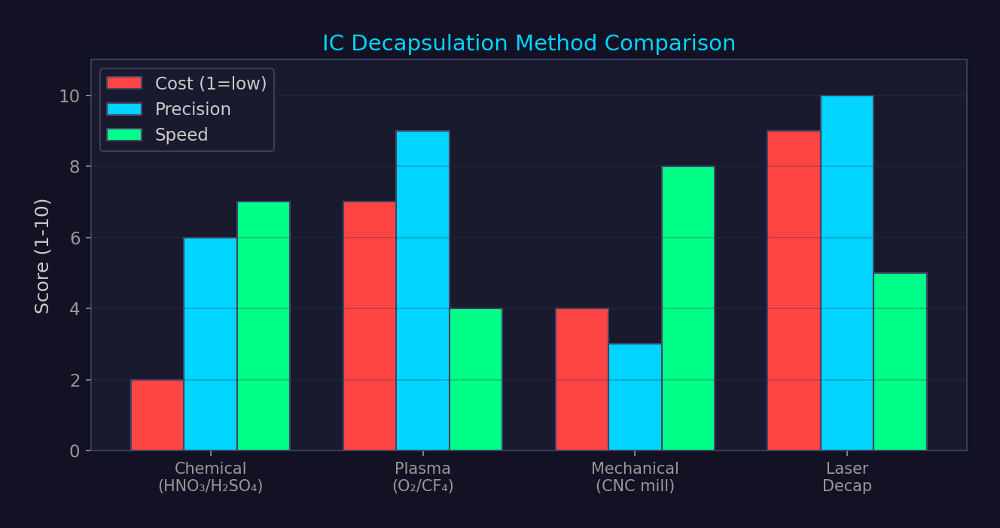 IC Decapsulation Method Comparison
Cost (1=low)
Precision
Speed
Score (1-10)
10
8
6
4
2
0
Chemical
(HNO₃/H₂SO₄)
Plasma
(O₂/CF₄)
Mechanical
(CNC mill)
Laser
Decap